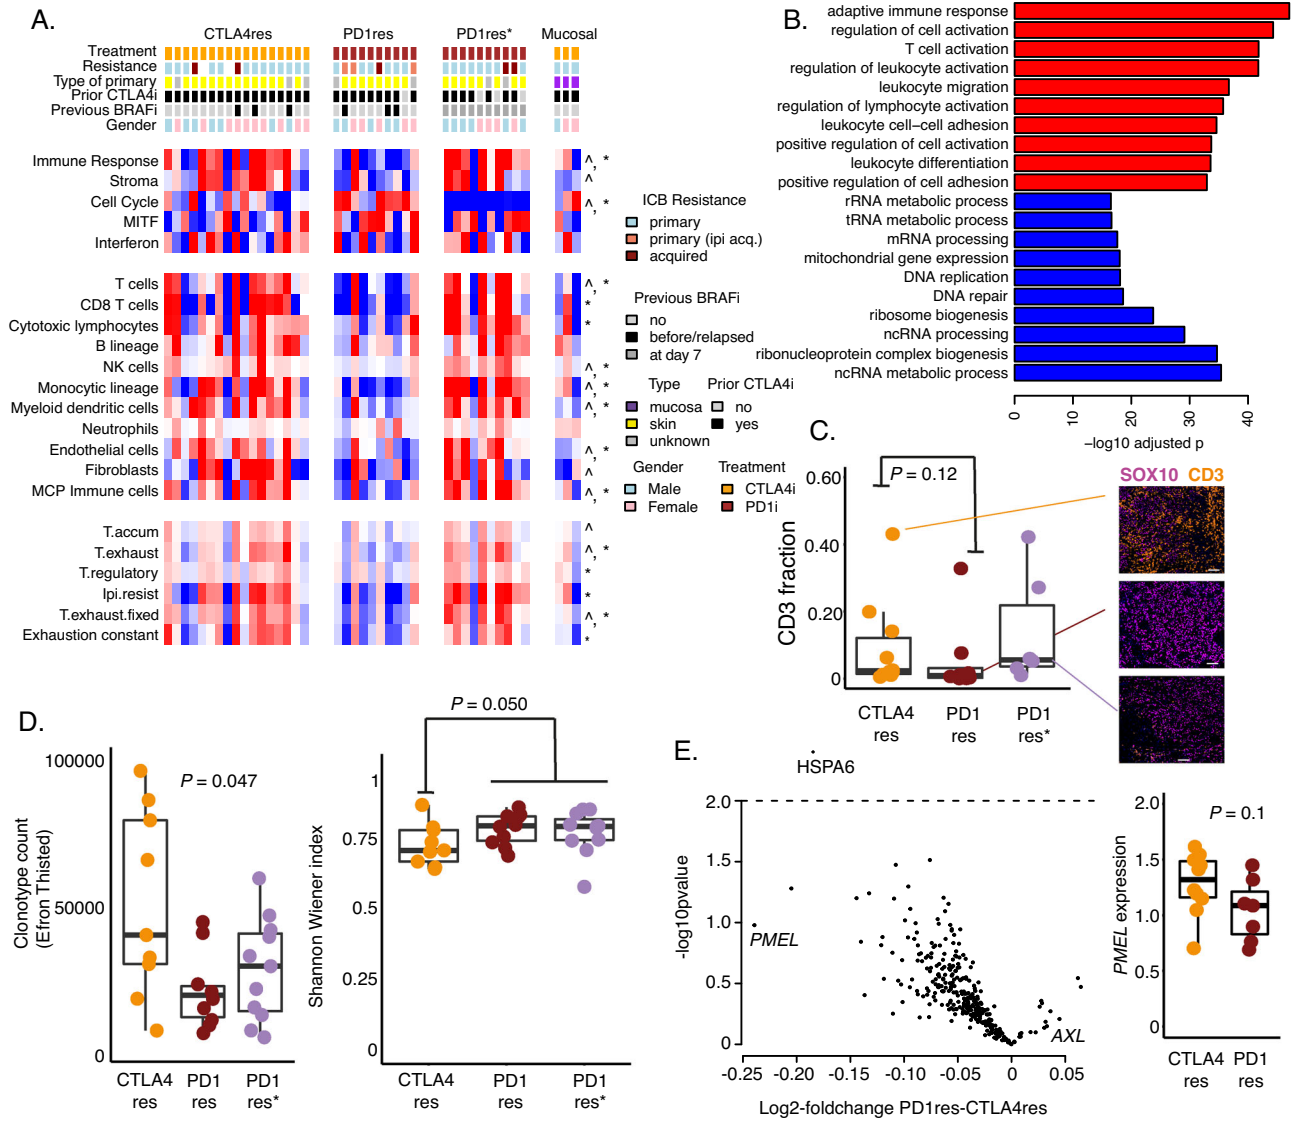 A.
CTLA4res
PD1res
PD1res*
Mucosal
Treatment
Resistance
Type of primary
Prior CTLA4i
Previous BRAFi
Gender
Immune Response
^, *
Stroma
^
Cell Cycle
^, *
MITF
Interferon
T cells
^, *
CD8 T cells
*
Cytotoxic lymphocytes
*
B lineage
NK cells
^, *
Monocytic lineage
^, *
Myeloid dendritic cells
^, *
Neutrophils
Endothelial cells
^, *
Fibroblasts
^
MCP Immune cells
^, *
T.accum
^
T.exhaust
^, *
T.regulatory
*
Ipi.resist
*
T.exhaust.fixed
^, *
Exhaustion constant
*
ICB Resistance
primary
primary (ipi acq.)
acquired
Previous BRAFi
no
before/relapsed
at day 7
Type
mucosa
skin
unknown
Prior CTLA4i
no
yes
Gender
Male
Female
Treatment
CTLA4i
PD1i
B.
adaptive immune response
regulation of cell activation
T cell activation
regulation of leukocyte activation
leukocyte migration
regulation of lymphocyte activation
leukocyte cell−cell adhesion
positive regulation of cell activation
leukocyte differentiation
positive regulation of cell adhesion
rRNA metabolic process
tRNA metabolic process
mRNA processing
mitochondrial gene expression
DNA replication
DNA repair
ribosome biogenesis
ncRNA processing
ribonucleoprotein complex biogenesis
ncRNA metabolic process
0 10 20 30 40
−log10 adjusted p
C.
P = 0.12
CD3 fraction
0.60
0.40
0.20
0
CTLA4 res
PD1 res
PD1 res*
SOX10 CD3
D.
P = 0.047
Clonotype count
(Efron Thisted)
100000
50000
0
CTLA4 res
PD1 res
PD1 res*
P = 0.050
Shannon Wiener index
1
0.75
0.5
0.25
0
CTLA4 res
PD1 res
PD1 res*
E.
HSPA6
-log10pvalue
2.0
1.5
1.0
0.5
0
PMEL
AXL
-0.25 -0.20 -0.15 -0.10 -0.05 0 0.05
Log2-foldchange PD1res-CTLA4res
P = 0.1
PMEL expression
2.0
1.5
1.0
0.5
0
CTLA4 res
PD1 res